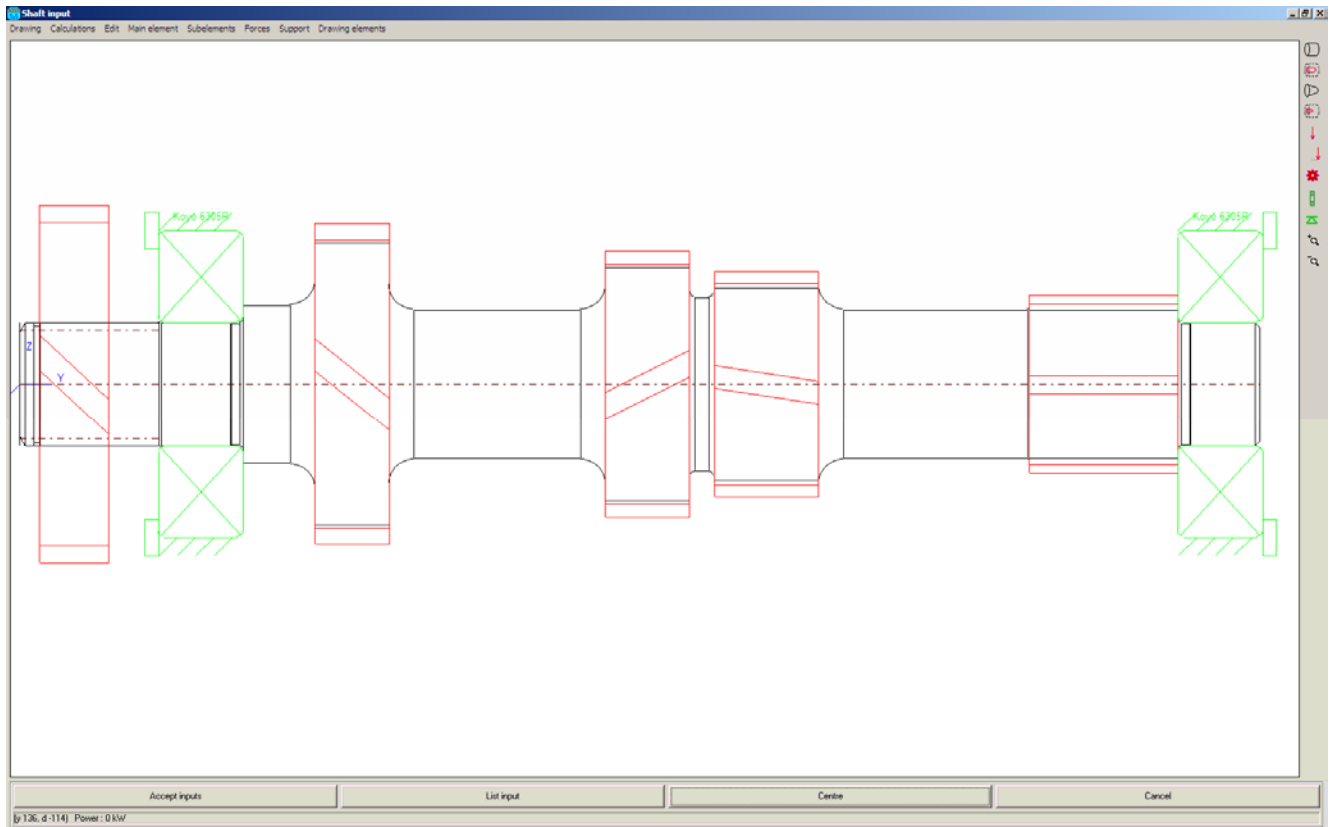 Shaft input
Drawing Calculations Edit Main element Subelements Forces Support Drawing elements
Koyo 6305R
Koyo 6305R
Z
Y
Accept inputs List input Centre Cancel
(y 136, d -114) Power : 0 kW